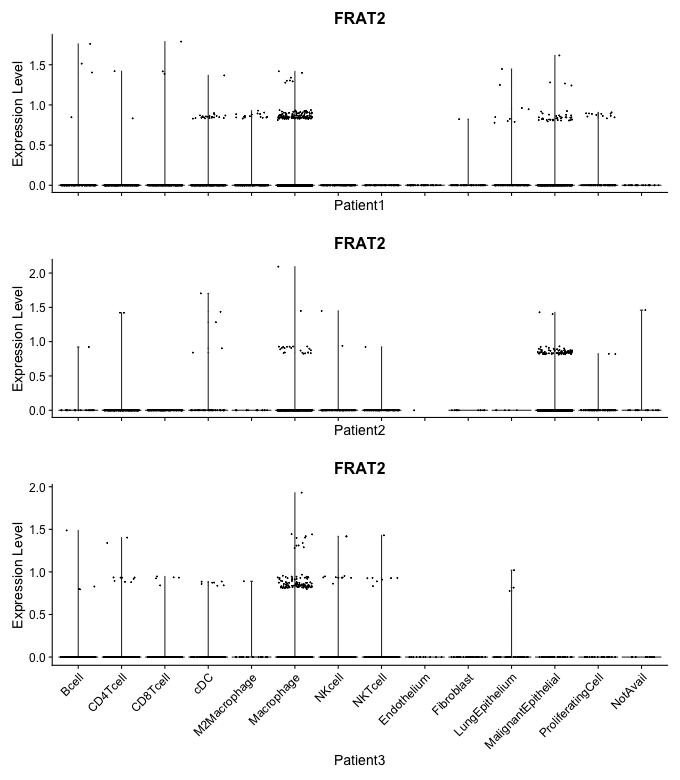 FRAT2
Expression Level
1.5
1.0
0.5
0.0
Patient1
FRAT2
Expression Level
2.0
1.5
1.0
0.5
0.0
Patient2
FRAT2
Expression Level
2.0
1.5
1.0
0.5
0.0
Bcell
CD4Tcell
CD8Tcell
cDC
M2Macrophage
Macrophage
NKcell
NKTcell
Endothelium
Fibroblast
LungEpithelium
MalignantEpithelial
ProliferatingCell
NotAvail
Patient3